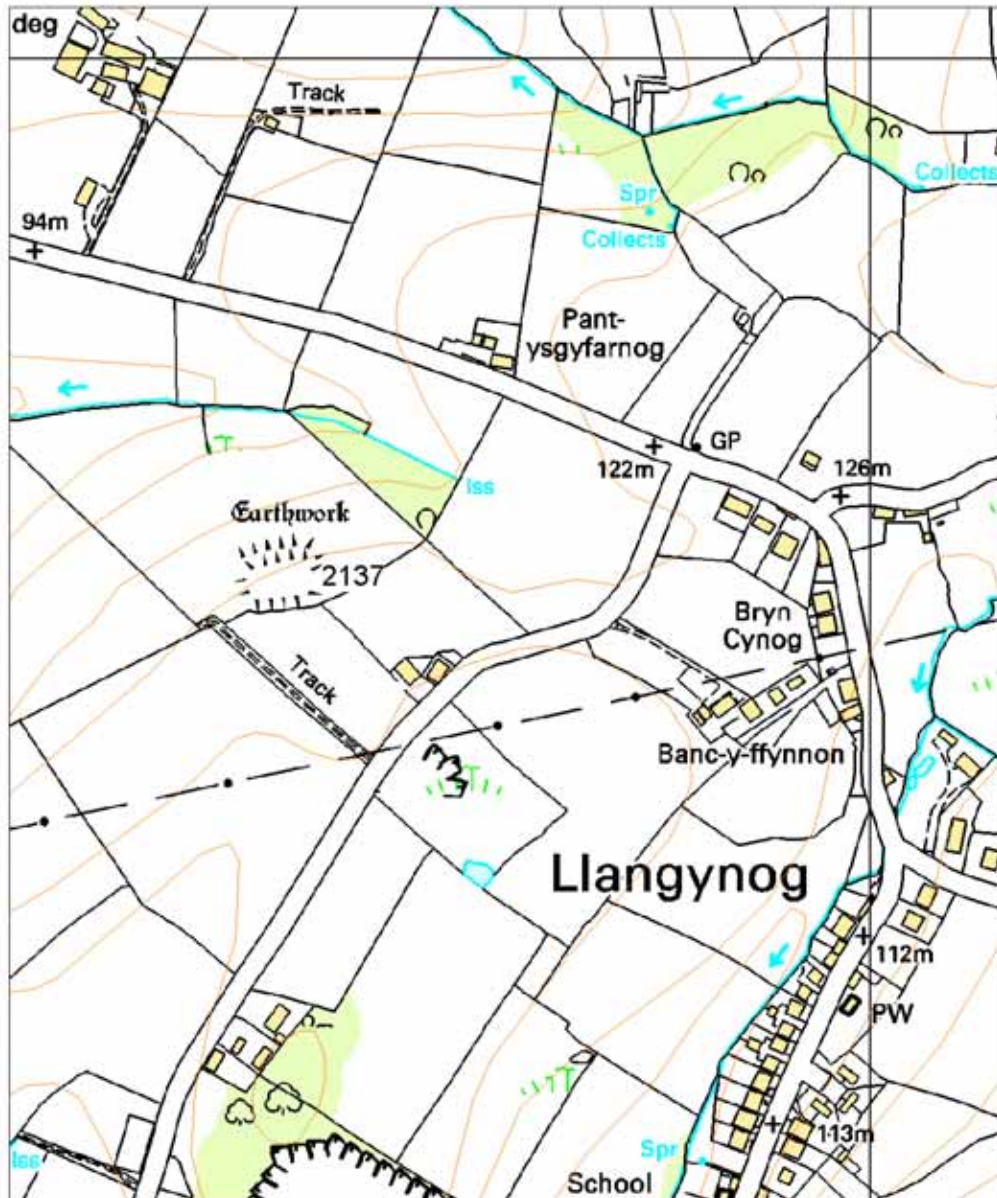 deg
Track
94m
Collects
Spr
Collects
Pant-
ysgyfarnog
GP
122m
126m
Iss
Earthwork
2137
Bryn
Cynog
Track
Banc-y-ffynnon
Llangynog
112m
PW
113m
Iss
Spr
School